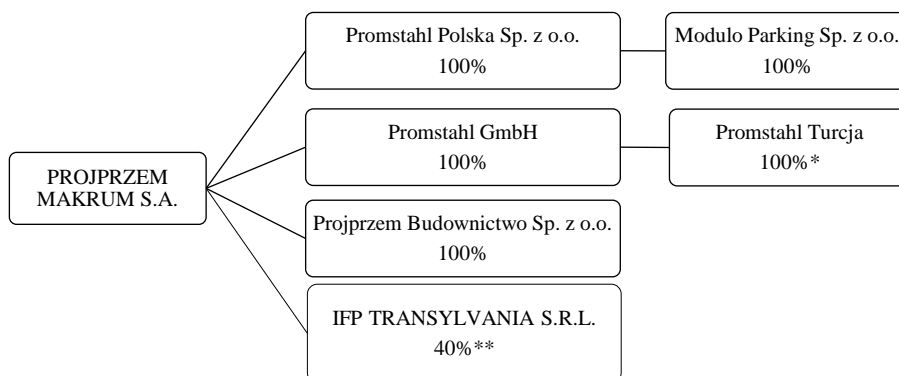 Promstahl Polska Sp. z o.o.
100%
Modulo Parking Sp. z o.o.
100%
Promstahl GmbH
100%
Promstahl Turcja
100%*
PROJPRZEM
MAKRUM S.A.
Projprzem Budownictwo Sp. z o.o.
100%
IFP TRANSYLVANIA S.R.L.
40%**